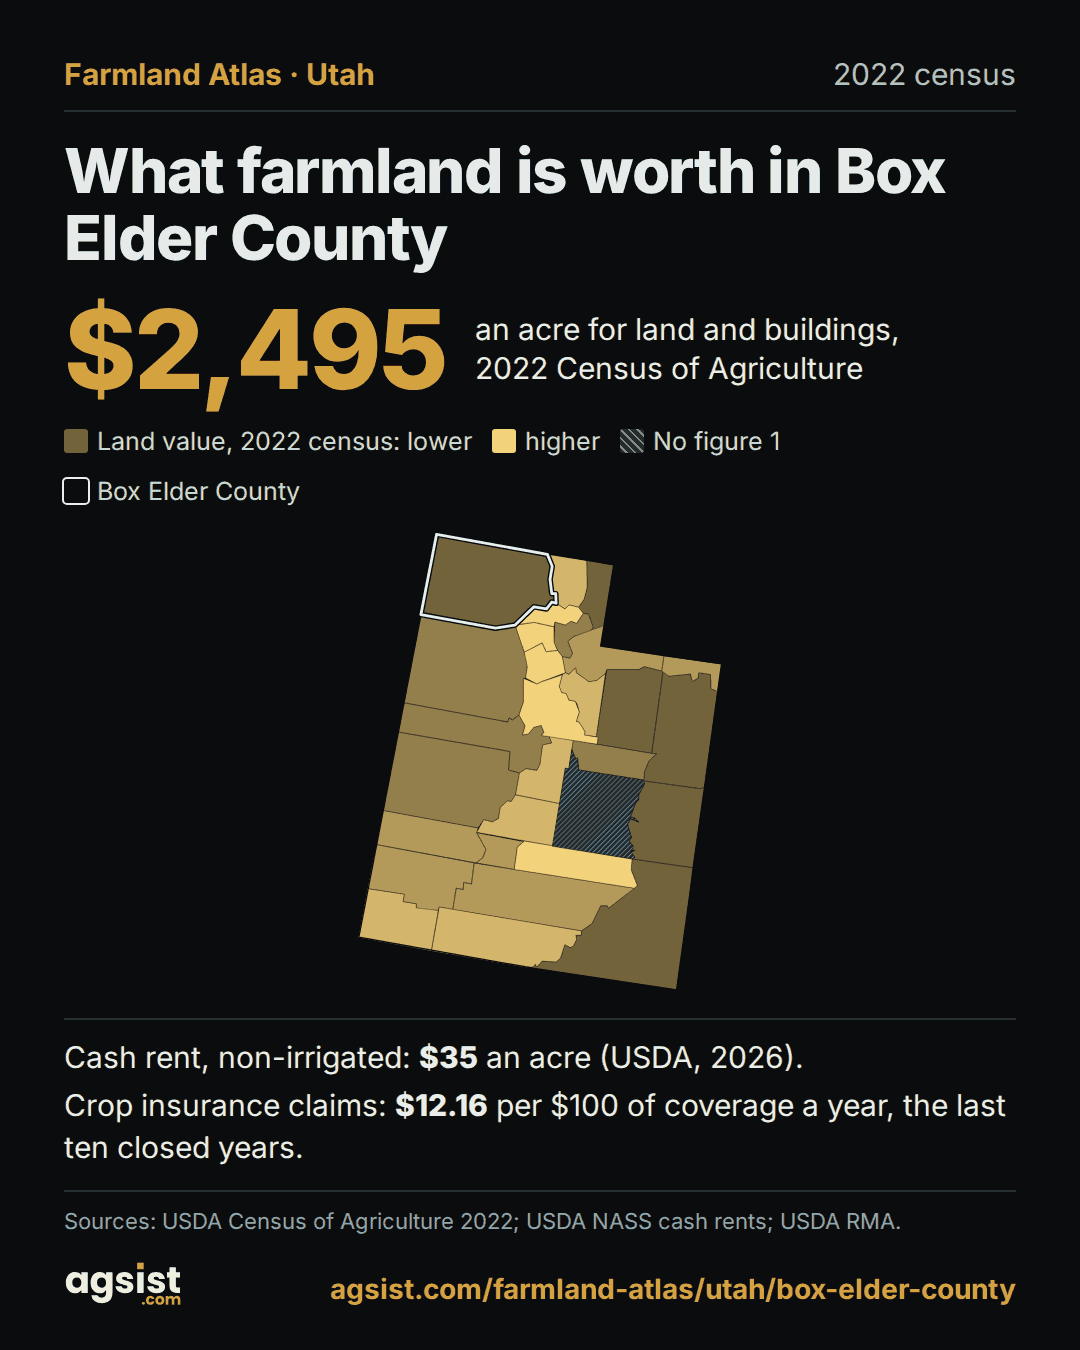 Farmland Atlas · Utah
2022 census
What farmland is worth in Box
Elder County
$2,495
an acre for land and buildings,
2022 Census of Agriculture
Land value, 2022 census: lower
higher
No figure 1
Box Elder County
Cash rent, non-irrigated: $35 an acre (USDA, 2026).
Crop insurance claims: $12.16 per $100 of coverage a year, the last
ten closed years.
Sources: USDA Census of Agriculture 2022; USDA NASS cash rents; USDA RMA.
agsist
.com
agsist.com/farmland-atlas/utah/box-elder-county